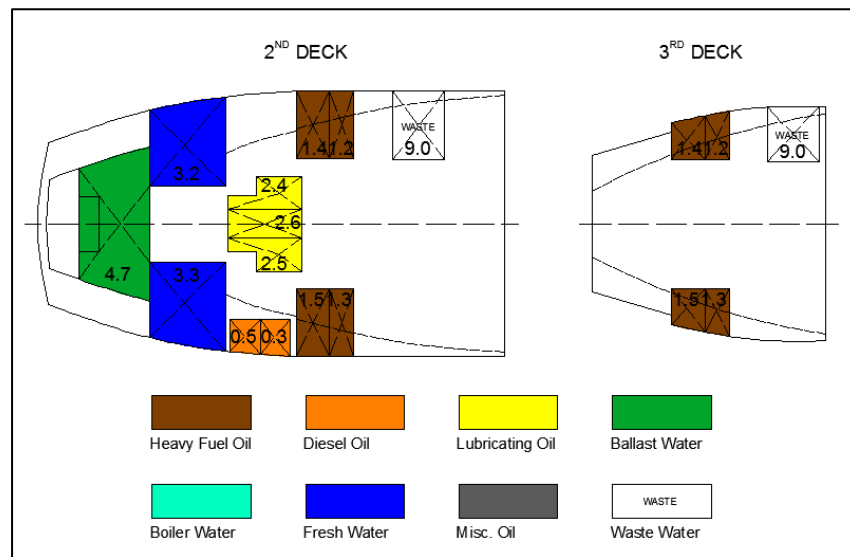 2ND DECK
3RD DECK
1.4 1.2
WASTE
9.0
3.2
2.4
2.6
2.5
4.7
3.3
0.5 0.3
1.5 1.3
1.4 1.2
WASTE
9.0
1.5 1.3
Heavy Fuel Oil
Diesel Oil
Lubricating Oil
Ballast Water
WASTE
Boiler Water
Fresh Water
Misc. Oil
Waste Water